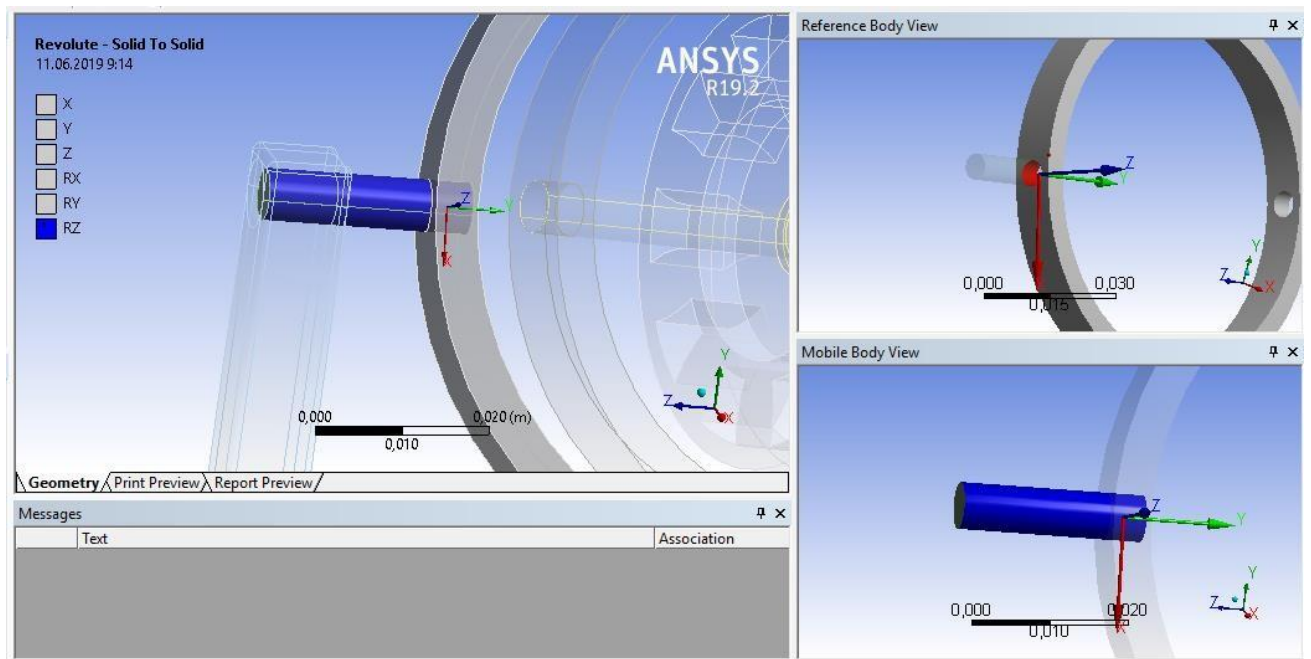 Revolute - Solid To Solid
11.06.2019 9:14
X
Y
Z
RX
RY
RZ
ANSYS
R19.2
Z
Y
X
Y
Z
X
0,000
0,020 (m)
0,010
Geometry Print Preview Report Preview
Messages
Text Association
Reference Body View
Z
Y
Y
Z
X
0,000
0,030
0,015
Mobile Body View
Z
Y
X
Y
Z
X
0,000
0,020
0,010